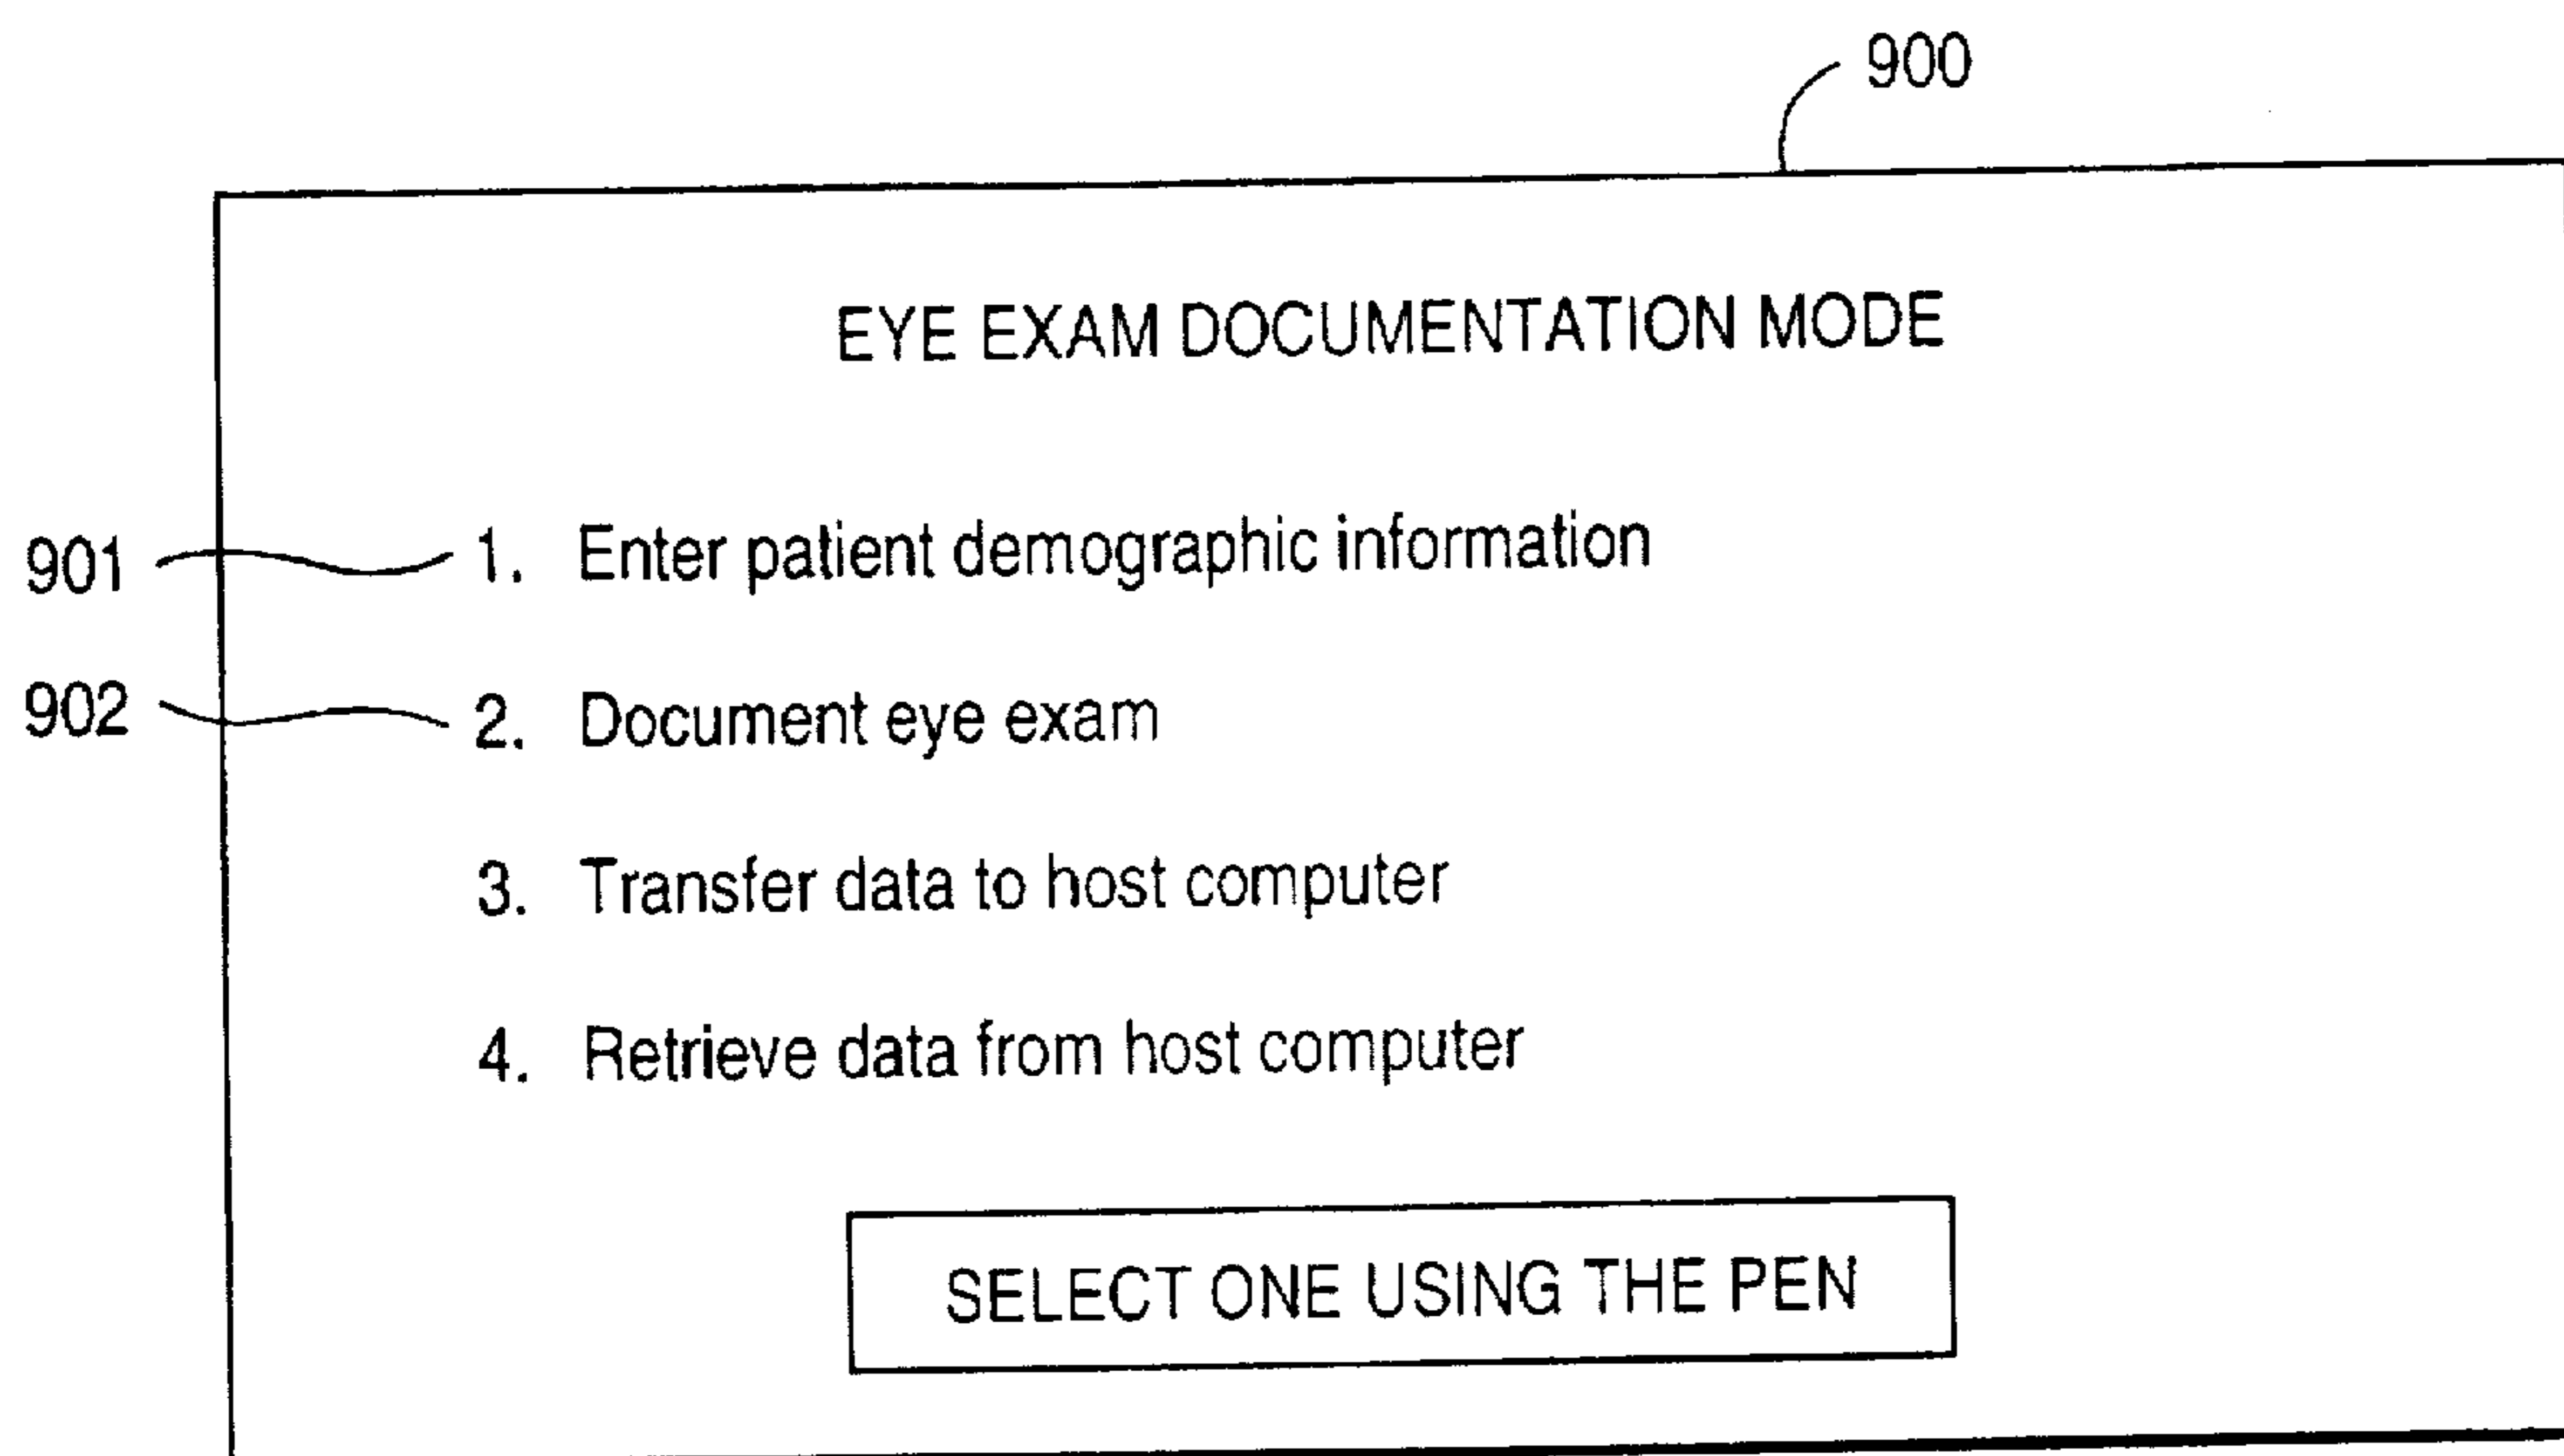 900
EYE EXAM DOCUMENTATION MODE
901 1. Enter patient demographic information
902 2. Document eye exam
3. Transfer data to host computer
4. Retrieve data from host computer
SELECT ONE USING THE PEN